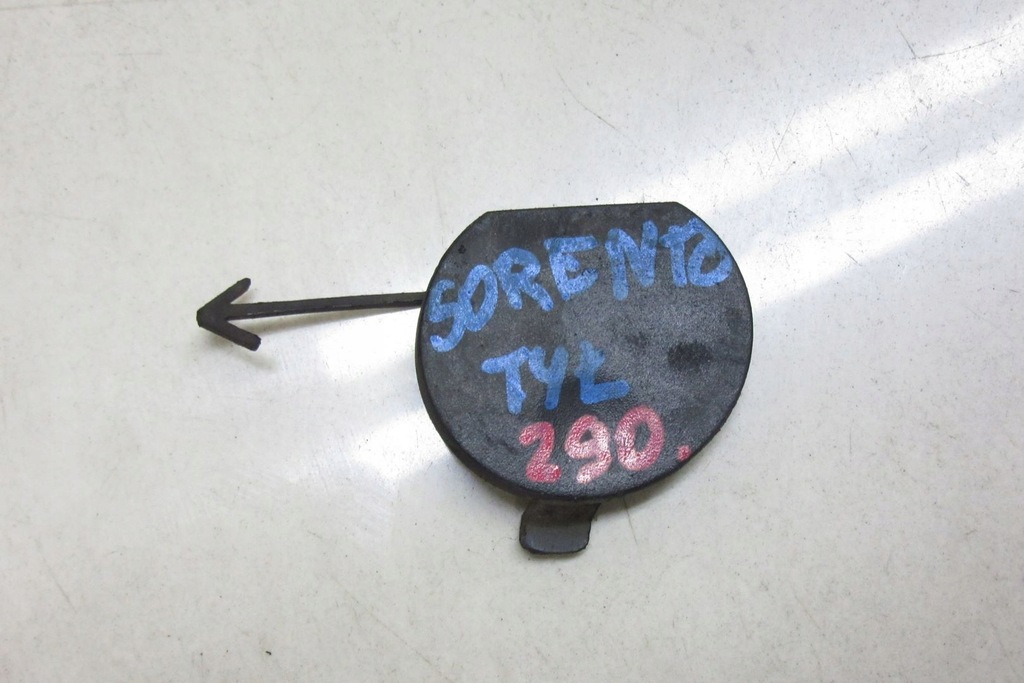 SORENTO
TYŁ
290.